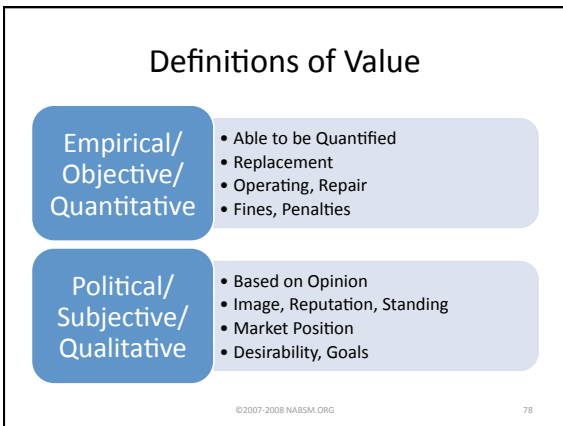 Definitions of Value
Empirical/
Objective/
Quantitative
• Able to be Quantified
• Replacement
• Operating, Repair
• Fines, Penalties
Political/
Subjective/
Qualitative
• Based on Opinion
• Image, Reputation, Standing
• Market Position
• Desirability, Goals
©2007-2008 NABSM.ORG
78